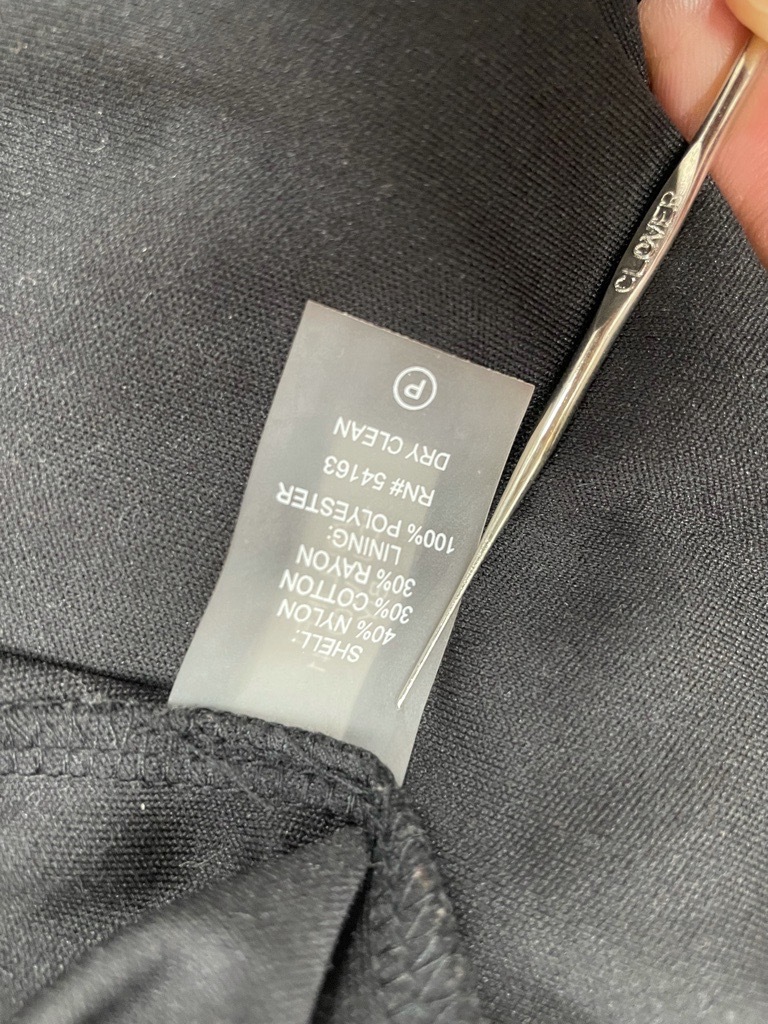 SHELL:
40% NYLON
30% COTTON
30% RAYON
LINING:
100% POLYESTER
RN# 54163
DRY CLEAN
P
CLOVER